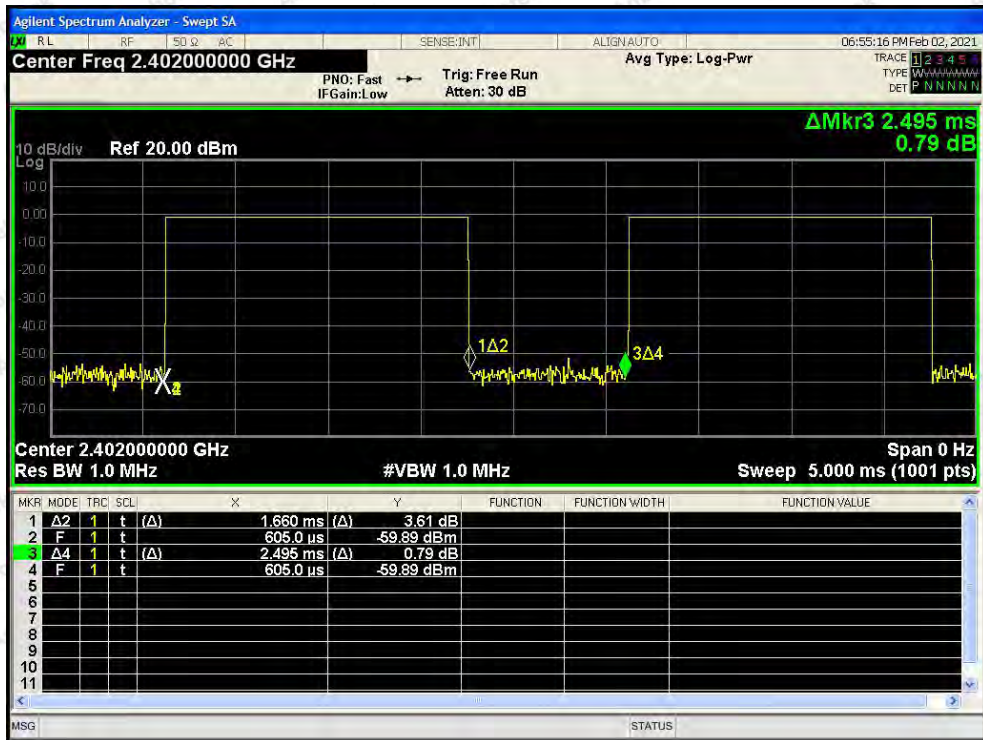 Agilent Spectrum Analyzer - Swept SA
LXI RL RF 50 Ω AC SENSE:INT ALIGNAUTO 06:55:16 PM Feb 02, 2021
Center Freq 2.402000000 GHz
PNO: Fast
IFGain:Low
Trig: Free Run
Atten: 30 dB
Avg Type: Log-Pwr
TRACE 1 2 3 4 5 6
TYPE WWWWWW
DET P N N N N N
ΔMkr3 2.495 ms
0.79 dB
10 dB/div Ref 20.00 dBm
Log
10.0
0.00
-10.0
-20.0
-30.0
-40.0
-50.0
-60.0
-70.0
1Δ2
3Δ4
Center 2.402000000 GHz Span 0 Hz
Res BW 1.0 MHz #VBW 1.0 MHz Sweep 5.000 ms (1001 pts)
MKR MODE TRC SCL X Y FUNCTION FUNCTION WIDTH FUNCTION VALUE
1 Δ2 1 t (Δ) 1.660 ms (Δ) 3.61 dB
2 F 1 t 605.0 µs -59.89 dBm
3 Δ4 1 t (Δ) 2.495 ms (Δ) 0.79 dB
4 F 1 t 605.0 µs -59.89 dBm
5
6
7
8
9
10
11
MSG STATUS